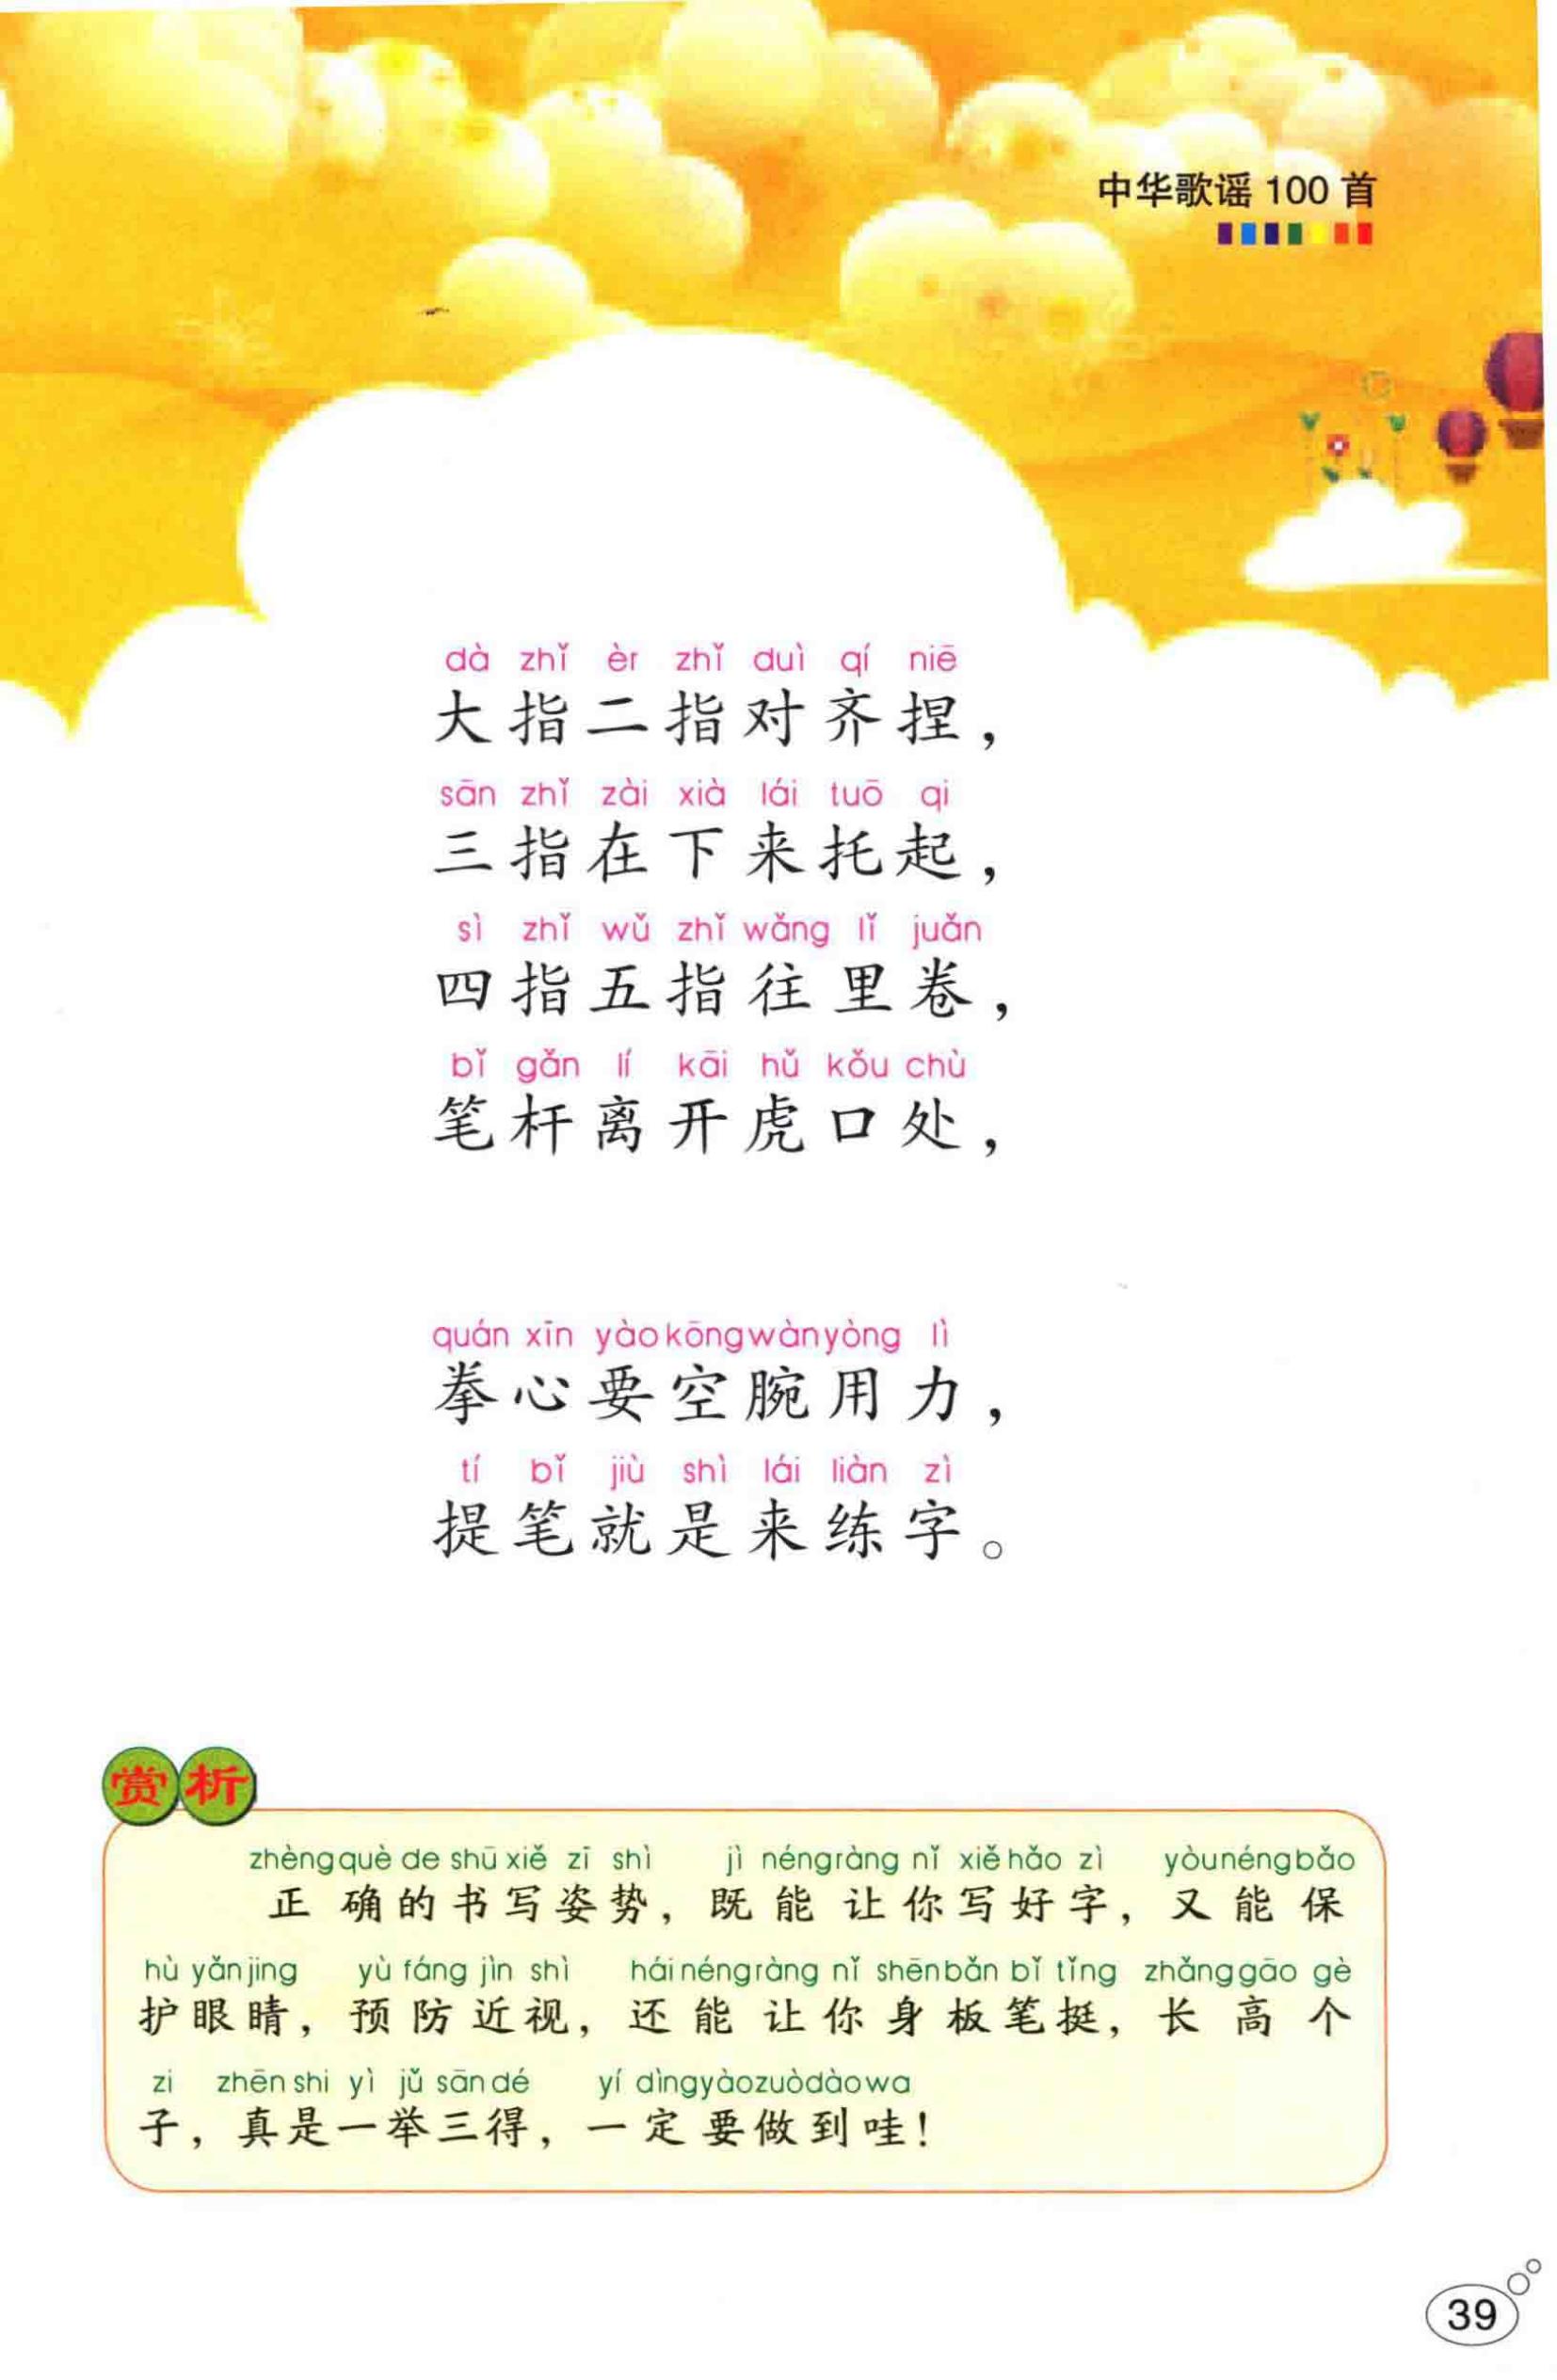 中华歌谣 100 首
dà zhǐ èr zhǐ duì qí niē
大指二指对齐捏，
sān zhǐ zài xià lái tuō qi
三指在下来托起，
sì zhǐ wǔ zhǐ wǎng lǐ juǎn
四指五指往里卷，
bǐ gǎn lí kāi hǔ kǒu chù
笔杆离开虎口处，
quán xīn yào kōng wàn yòng lì
拳心要空腕用力，
tí bǐ jiù shì lái liàn zì
提笔就是来练字。
赏析
zhèng què de shū xiě zī shì jì néng ràng nǐ xiě hǎo zì yòu néng bǎo
正确的书写姿势，既能让你写好字，又能保
hù yǎn jing yù fáng jìn shì hái néng ràng nǐ shēn bǎn bǐ tǐng zhǎng gāo gè
护眼睛，预防近视，还能让你身板笔挺，长高个
zi zhēn shi yì jǔ sān dé yí dìng yào zuò dào wa
子，真是一举三得，一定要做到哇！
39